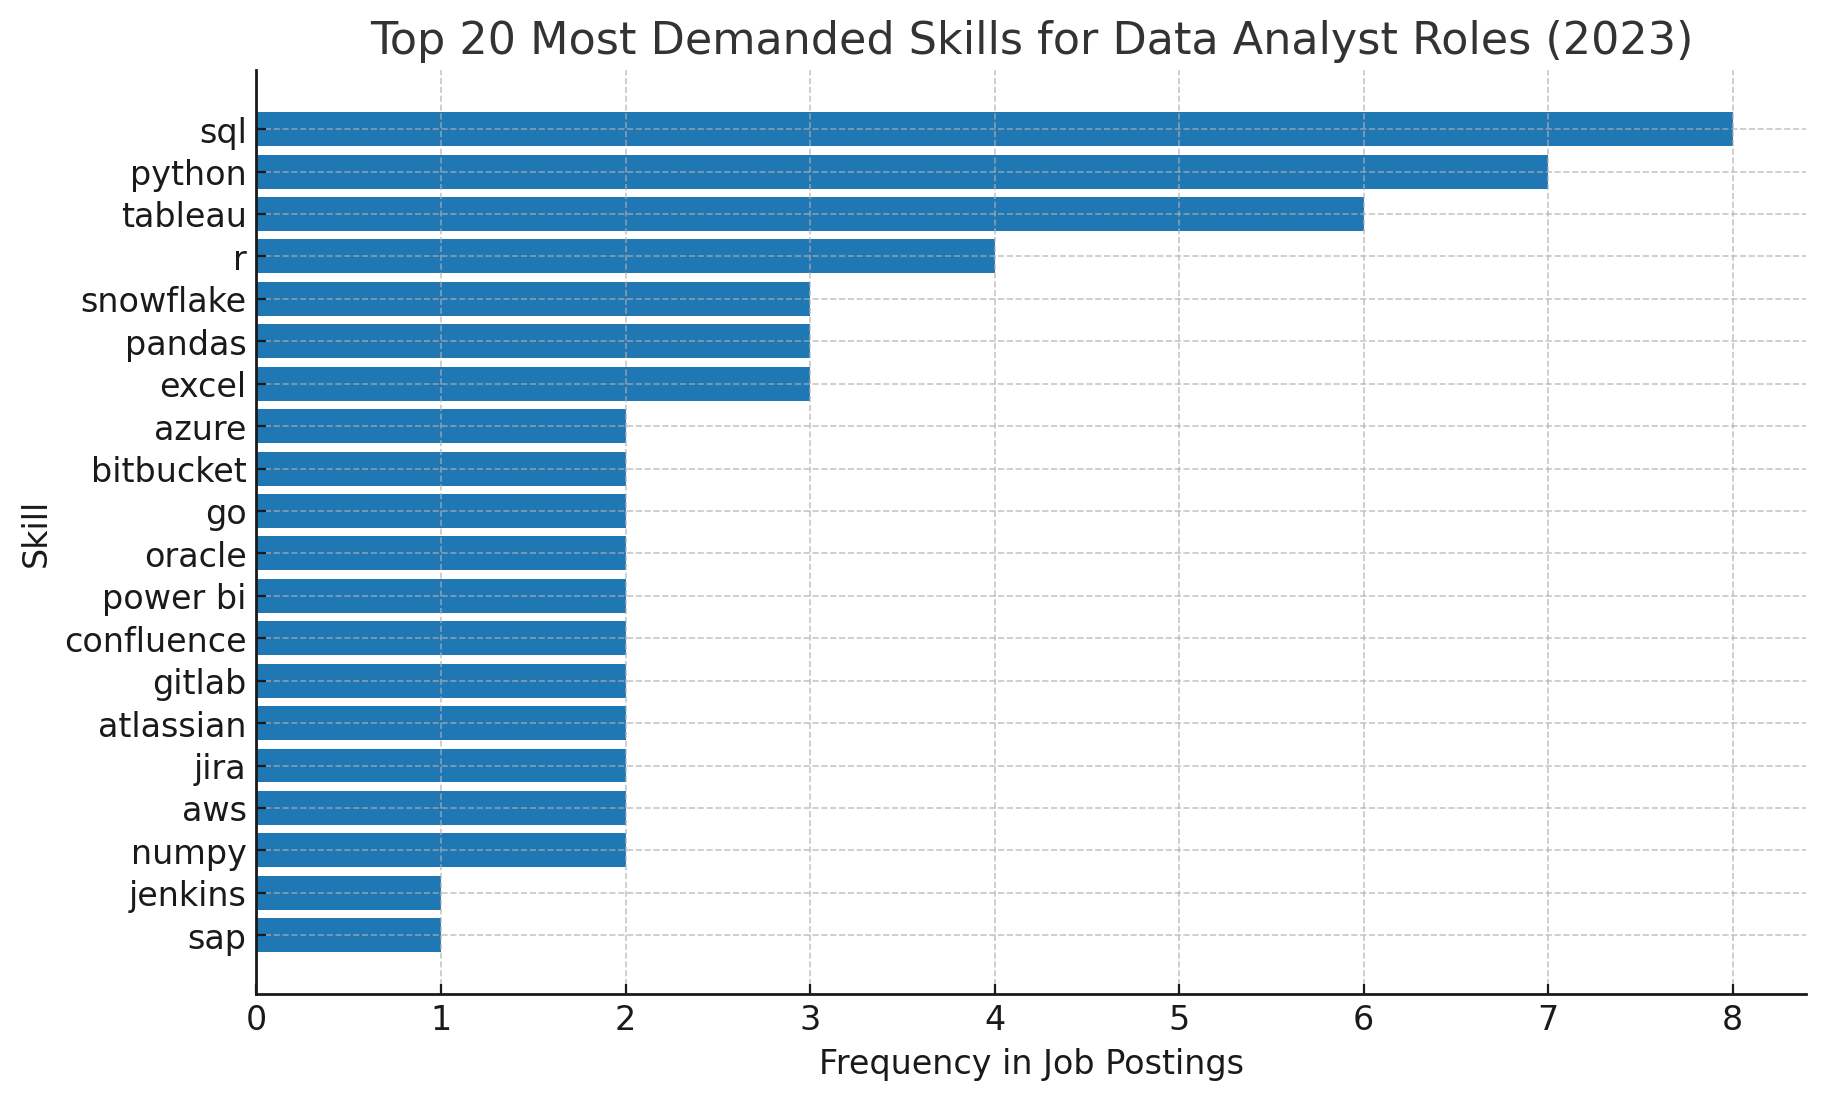 Top 20 Most Demanded Skills for Data Analyst Roles (2023)
Skill
sql
python
tableau
r
snowflake
pandas
excel
azure
bitbucket
go
oracle
power bi
confluence
gitlab
atlassian
jira
aws
numpy
jenkins
sap
0 1 2 3 4 5 6 7 8
Frequency in Job Postings